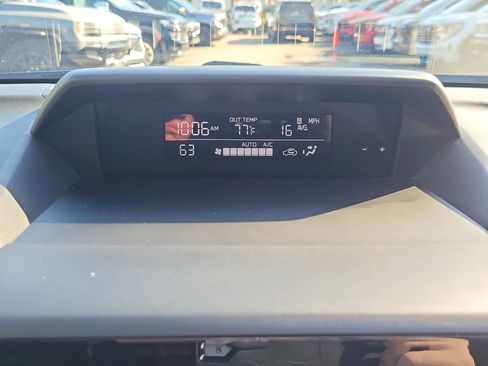 OUT TEMP A MPH
10:06AM 77°F 16 AVG.
AUTO A/C
63
- +